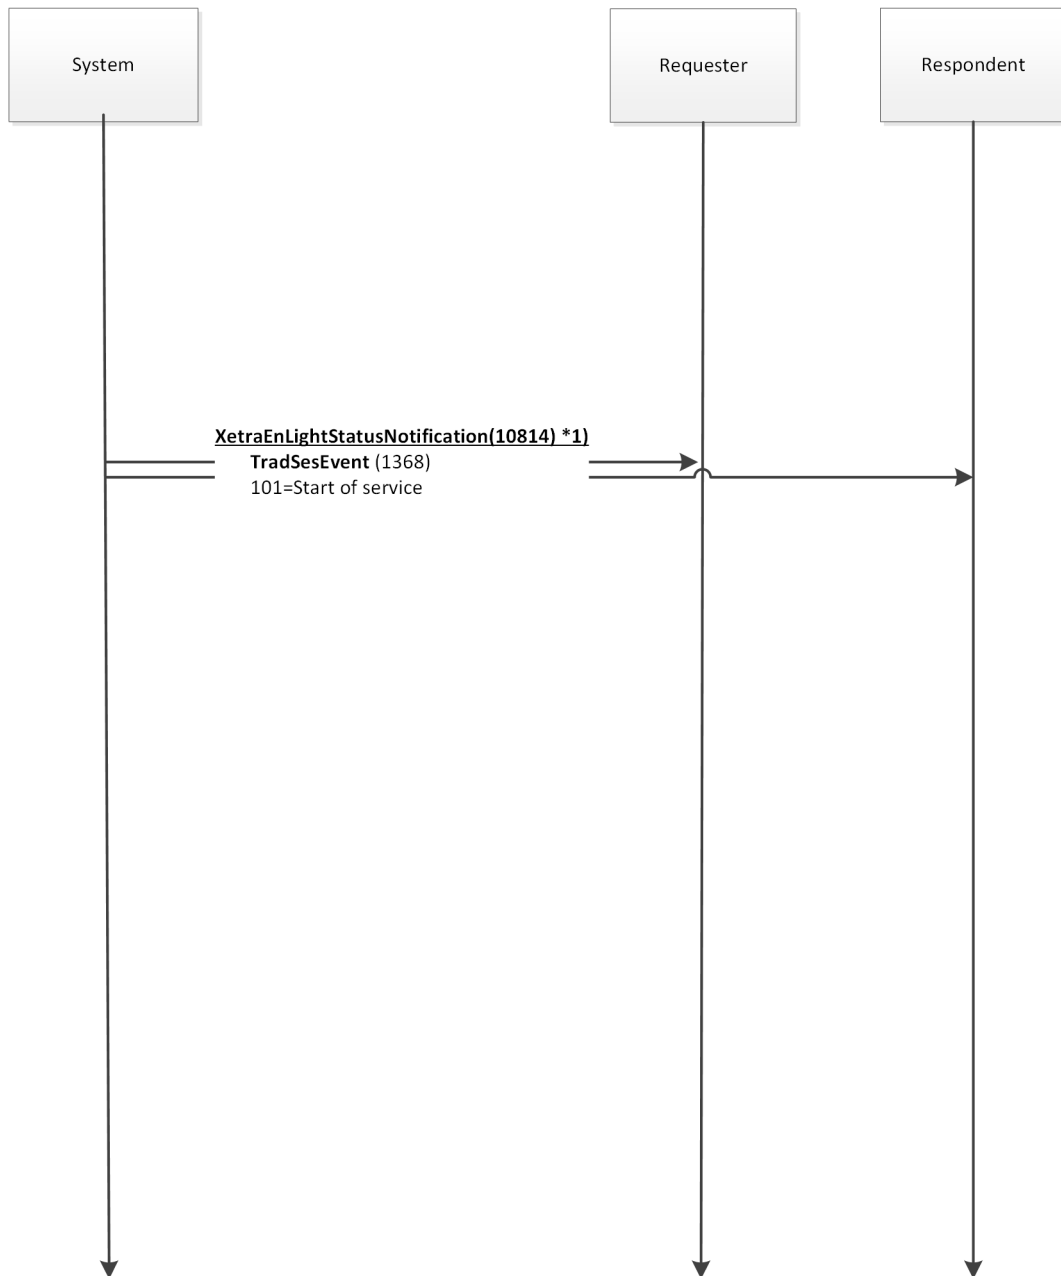 System
Requester
Respondent
XetraEnLightStatusNotification(10814) *1)
TradSesEvent (1368)
101=Start of service